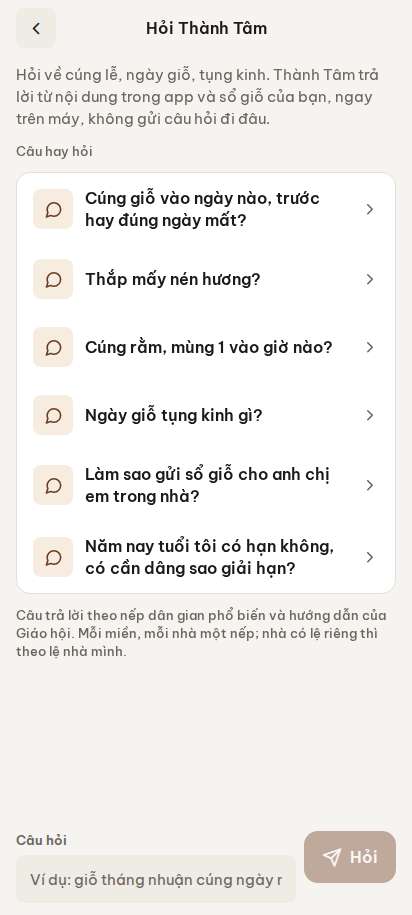 Hỏi Thành Tâm
Hỏi về cúng lễ, ngày giỗ, tụng kinh. Thành Tâm trả
lời từ nội dung trong app và sổ giỗ của bạn, ngay
trên máy, không gửi câu hỏi đi đâu.
Câu hay hỏi
Cúng giỗ vào ngày nào, trước
hay đúng ngày mất?
Thắp mấy nén hương?
Cúng rằm, mùng 1 vào giờ nào?
Ngày giỗ tụng kinh gì?
Làm sao gửi sổ giỗ cho anh chị
em trong nhà?
Năm nay tuổi tôi có hạn không,
có cần dâng sao giải hạn?
Câu trả lời theo nếp dân gian phổ biến và hướng dẫn của
Giáo hội. Mỗi miền, mỗi nhà một nếp; nhà có lệ riêng thì
theo lệ nhà mình.
Câu hỏi
Ví dụ: giỗ tháng nhuận cúng ngày n
Hỏi